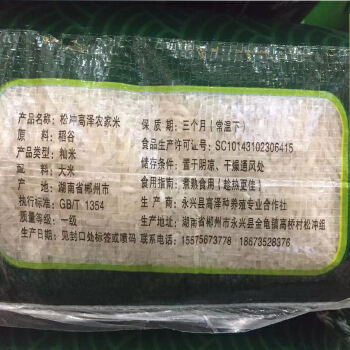 产品名称：松冲高泽农家米
原　　料：稻谷
产品类型：籼米
配　　料：大米
产　　地：湖南省郴州市
执行标准：GB/T 1354
质量等级：一级
生产日期：见封口处标签或喷码
保 质 期：三个月（常温下）
食品生产许可证号：SC10143102306415
储存条件：置于阴凉、干燥通风处
食用指南：煮熟食用（趁热更佳）
生 产 商：永兴县高泽种养殖专业合作社
生产地址：湖南省郴州市永兴县金龟镇高桥村松冲组
联系电话：15575673778 18673528376